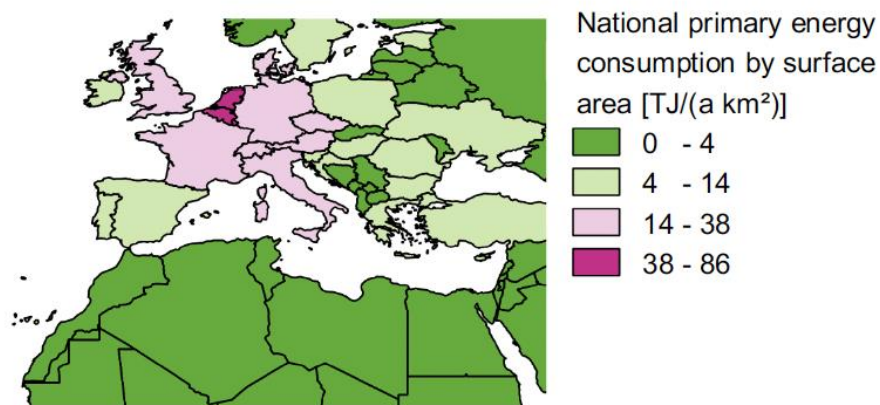 National primary energy
consumption by surface
area [TJ/(a km²)]
0 - 4
4 - 14
14 - 38
38 - 86